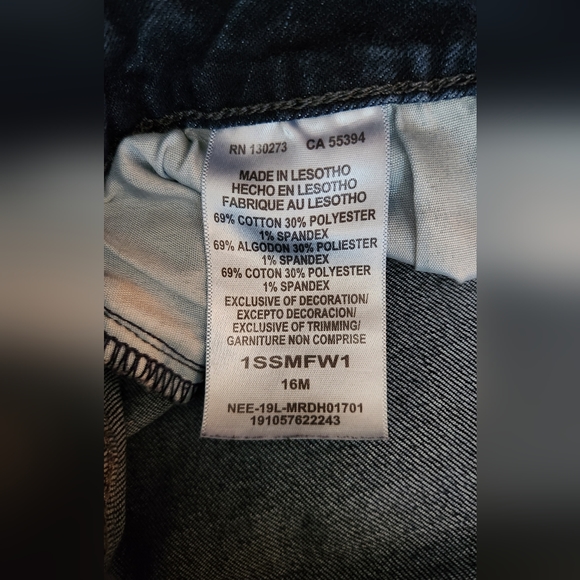 RN 130273 CA 55394
MADE IN LESOTHO
HECHO EN LESOTHO
FABRIQUE AU LESOTHO
69% COTTON 30% POLYESTER
1% SPANDEX
69% ALGODON 30% POLIESTER
1% SPANDEX
69% COTON 30% POLYESTER
1% SPANDEX
EXCLUSIVE OF DECORATION/
EXCEPTO DECORACION/
EXCLUSIVE OF TRIMMING/
GARNITURE NON COMPRISE
1SSMFW1
16M
NEE-19L-MRDH01701
191057622243